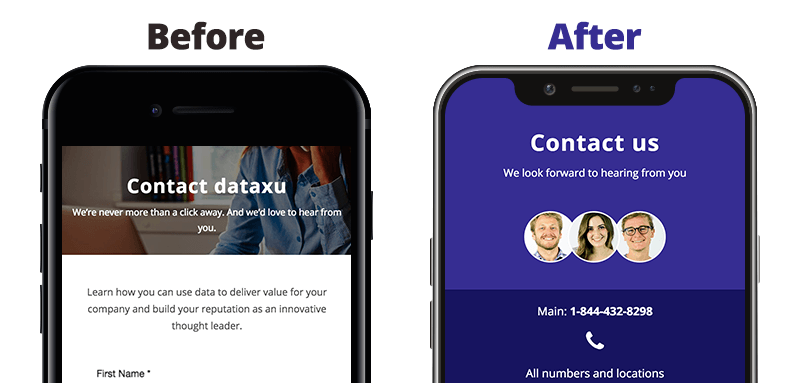 Before
After
Contact dataxu
We're never more than a click away. And we'd love to hear from
you.
Learn how you can use data to deliver value for your
company and build your reputation as an innovative
thought leader.
First Name *
Contact us
We look forward to hearing from you
Main: 1-844-432-8298
All numbers and locations